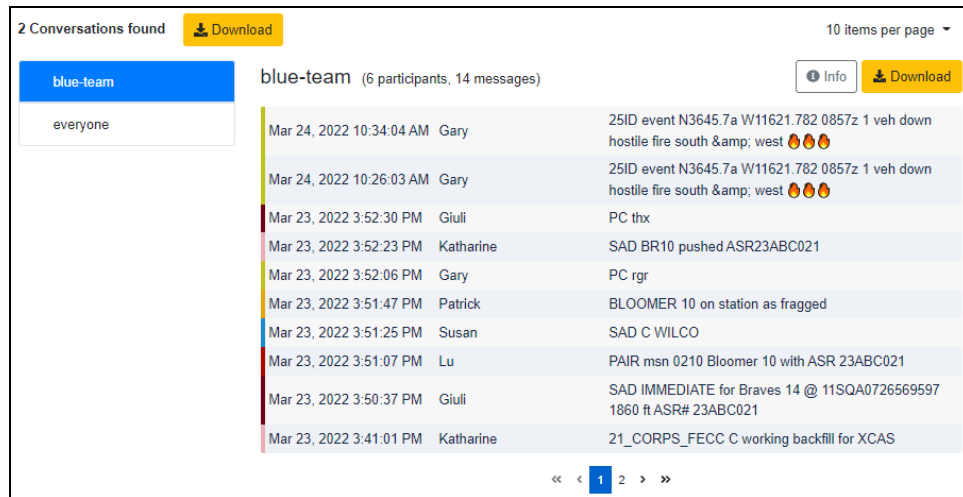 2 Conversations found
Download
10 items per page
blue-team
everyone
blue-team (6 participants, 14 messages)
Info
Download
Mar 24, 2022 10:34:04 AM Gary 25ID event N3645.7a W11621.782 0857z 1 veh down
hostile fire south &amp; west 🔥🔥🔥
Mar 24, 2022 10:26:03 AM Gary 25ID event N3645.7a W11621.782 0857z 1 veh down
hostile fire south &amp; west 🔥🔥🔥
Mar 23, 2022 3:52:30 PM Giuli PC thx
Mar 23, 2022 3:52:23 PM Katharine SAD BR10 pushed ASR23ABC021
Mar 23, 2022 3:52:06 PM Gary PC rgr
Mar 23, 2022 3:51:47 PM Patrick BLOOMER 10 on station as fragged
Mar 23, 2022 3:51:25 PM Susan SAD C WILCO
Mar 23, 2022 3:51:07 PM Lu PAIR msn 0210 Bloomer 10 with ASR 23ABC021
Mar 23, 2022 3:50:37 PM Giuli SAD IMMEDIATE for Braves 14 @ 11SQA0726569597
1860 ft ASR# 23ABC021
Mar 23, 2022 3:41:01 PM Katharine 21_CORPS_FECC C working backfill for XCAS
« ‹ 1 2 › »